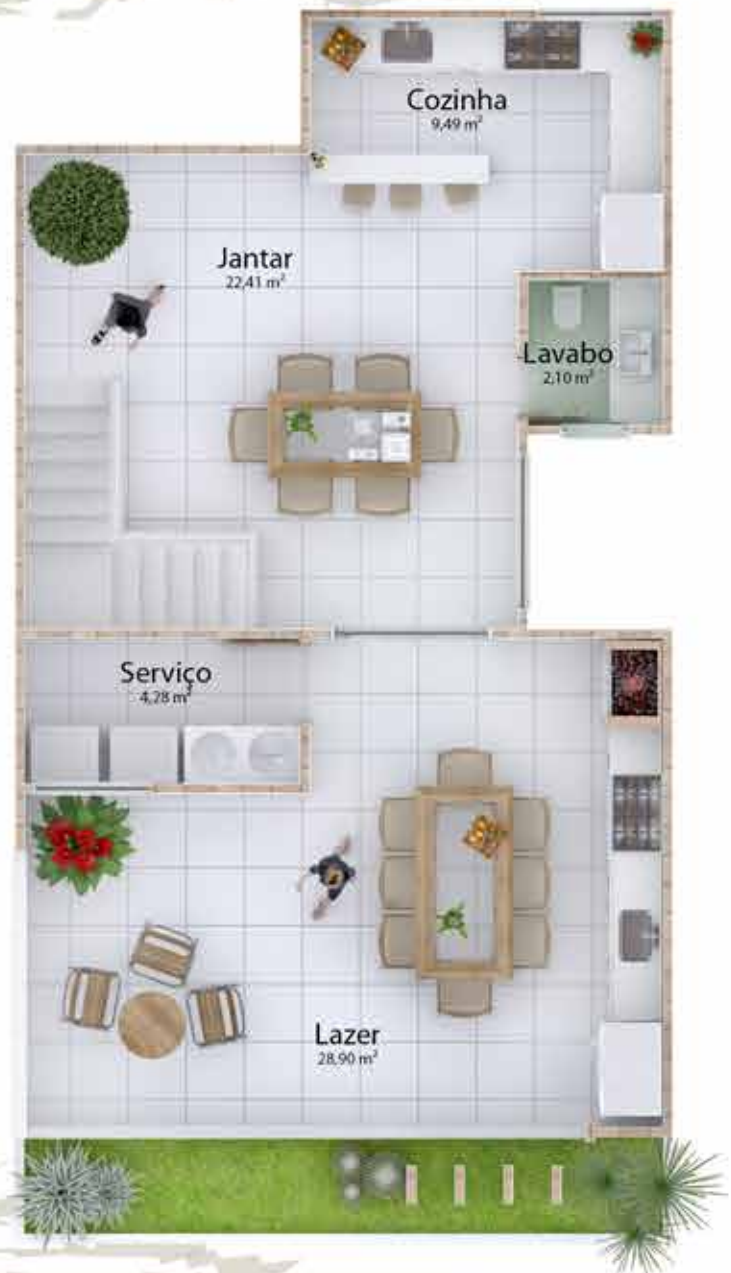 Cozinha
9,49 m²
Jantar
22,41 m²
Lavabo
2,10 m²
Serviço
4,28 m²
Lazer
28,90 m²